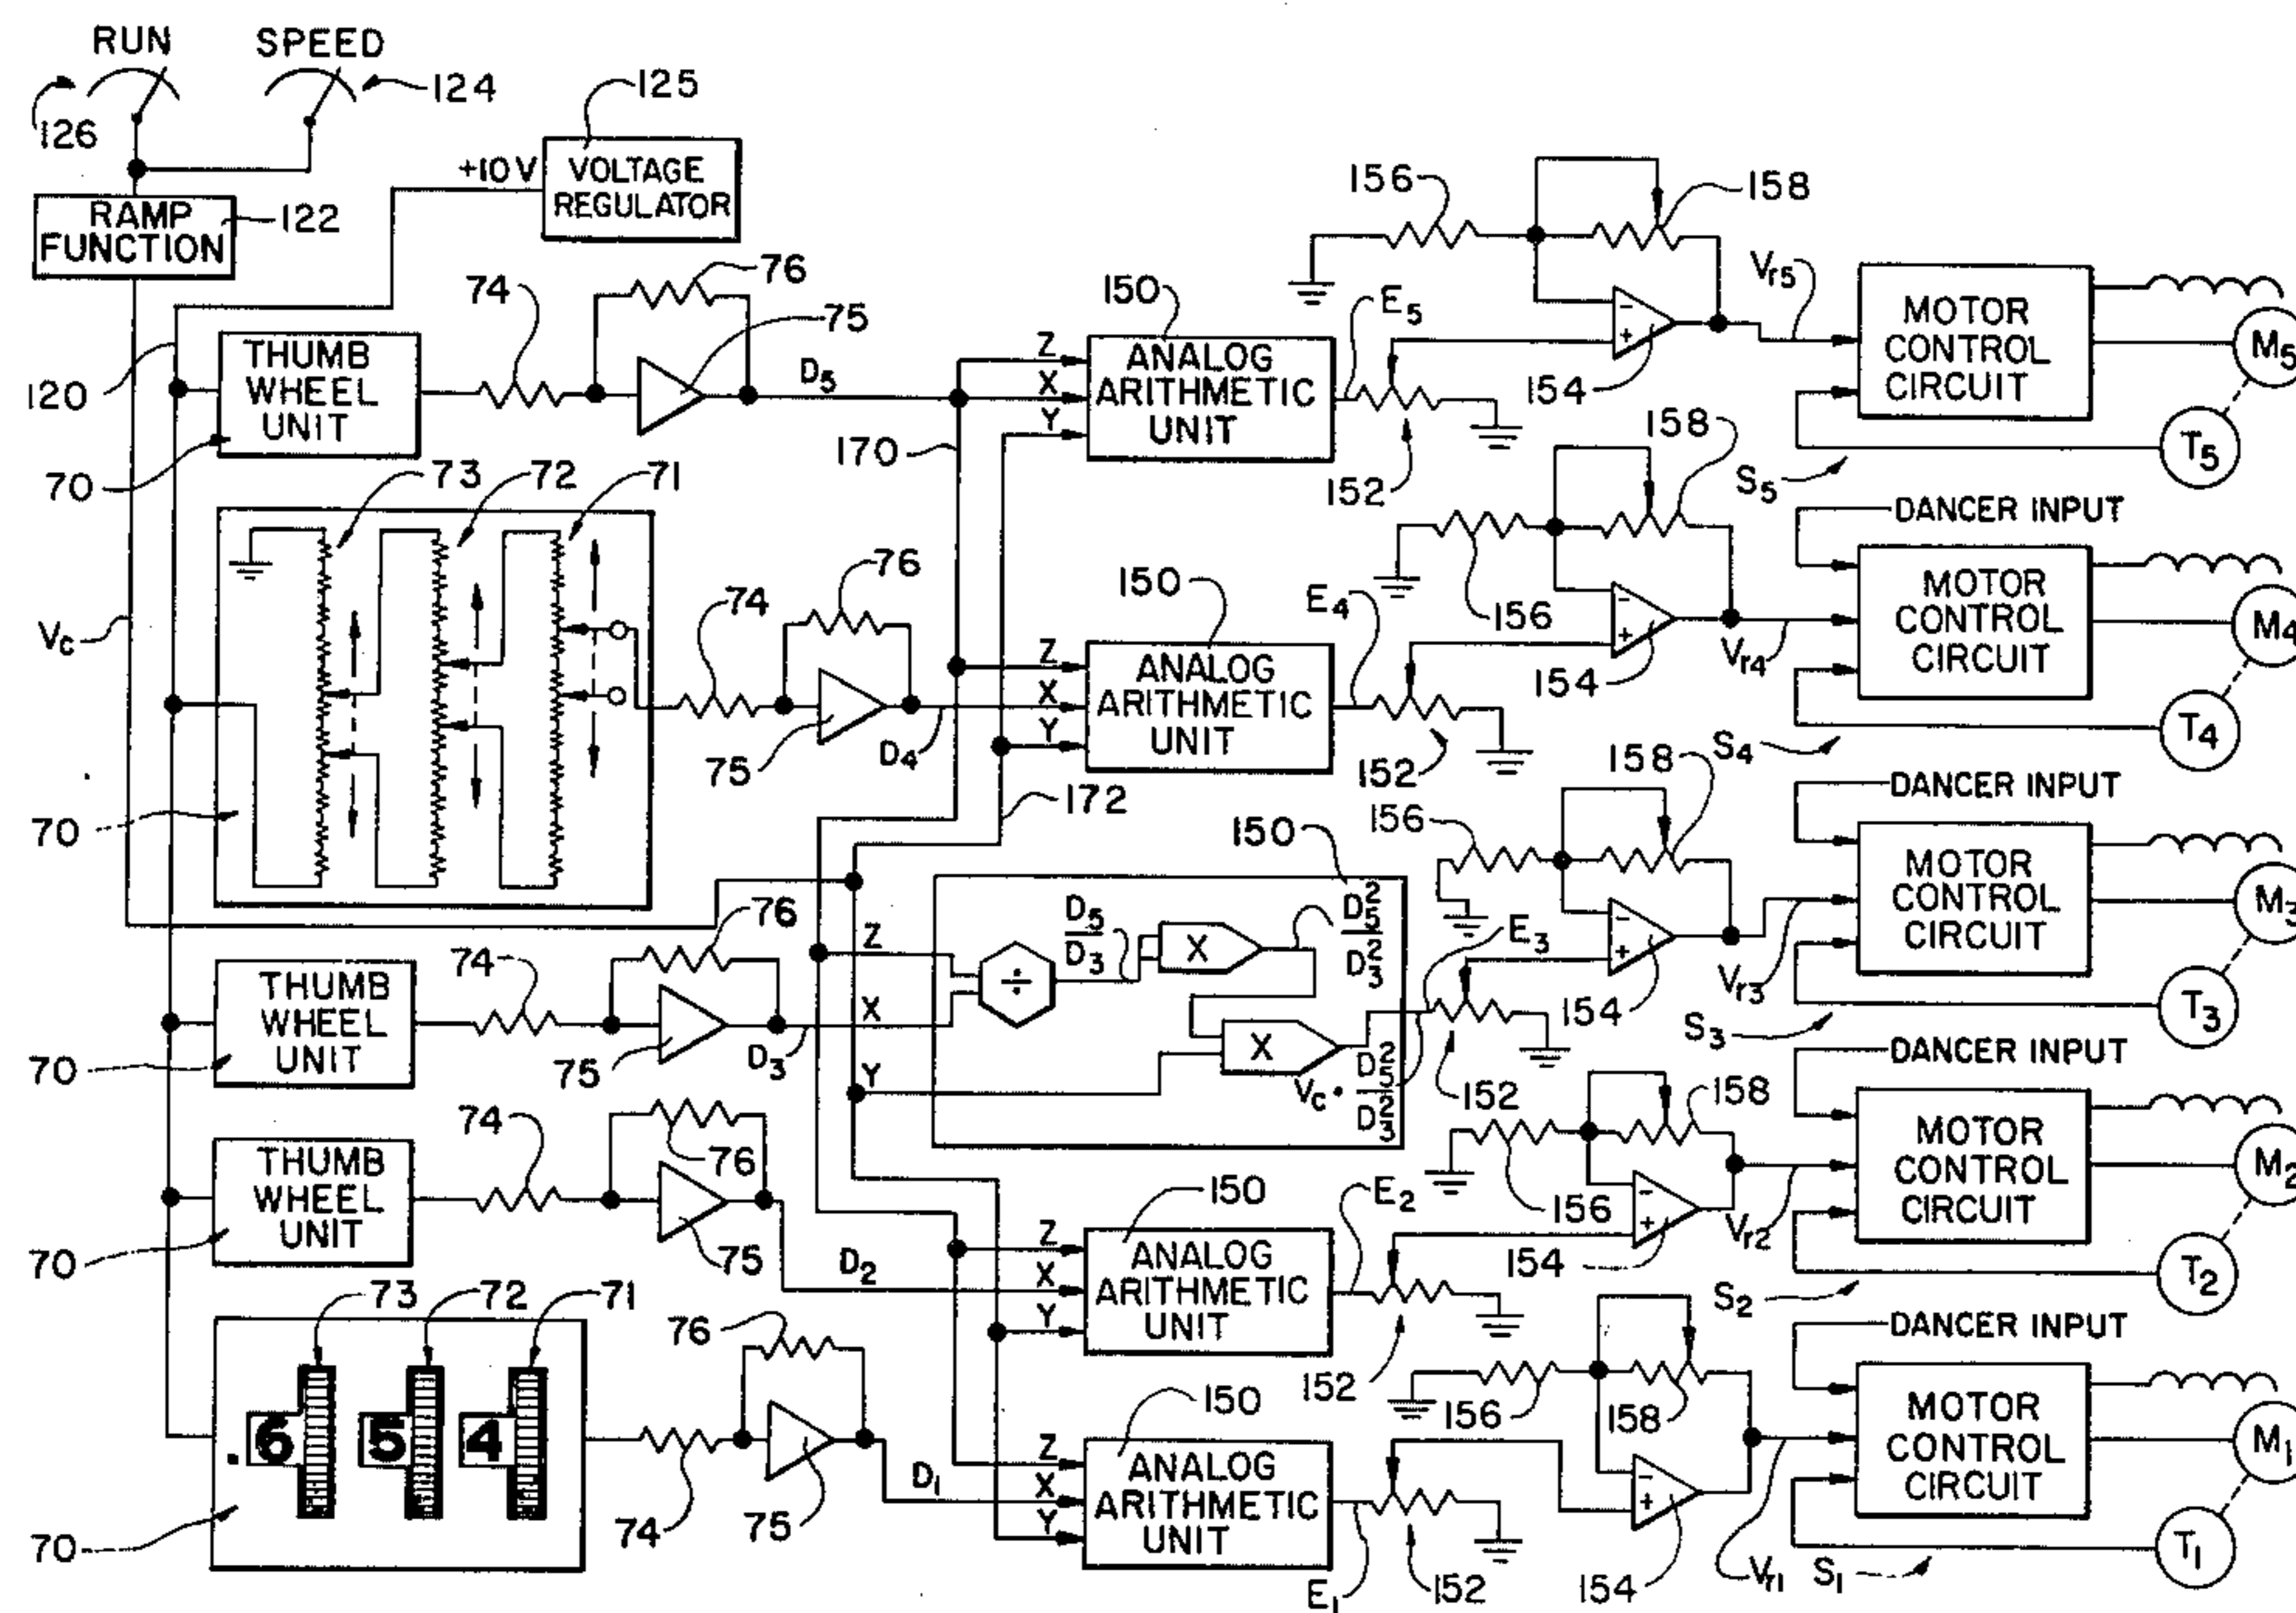 RUN
SPEED
126
124
125
+10 V
VOLTAGE
REGULATOR
RAMP
FUNCTION
122
74
76
75
THUMB
WHEEL
UNIT
120
70
D5
Z
X
Y
150
ANALOG
ARITHMETIC
UNIT
170
E5
152
156
158
154
Vr5
MOTOR
CONTROL
CIRCUIT
M5
T5
S5
73
72
71
Vc
70
74
76
75
D4
Z
X
Y
150
ANALOG
ARITHMETIC
UNIT
172
E4
152
156
158
154
Vr4
DANCER INPUT
MOTOR
CONTROL
CIRCUIT
M4
T4
S4
THUMB
WHEEL
UNIT
70
74
76
75
D3
Z
X
Y
150
÷
D5
D3
X
D5²
D3²
X
Vc · D5²
D3²
E3
152
156
158
154
Vr3
DANCER INPUT
MOTOR
CONTROL
CIRCUIT
M3
T3
S3
THUMB
WHEEL
UNIT
70
74
76
75
D2
Z
X
Y
150
ANALOG
ARITHMETIC
UNIT
E2
152
156
158
154
Vr2
DANCER INPUT
MOTOR
CONTROL
CIRCUIT
M2
T2
S2
73
72
71
.6 5 4
70
74
76
75
D1
Z
X
Y
150
ANALOG
ARITHMETIC
UNIT
E1
152
156
158
154
Vr1
DANCER INPUT
MOTOR
CONTROL
CIRCUIT
M1
T1
S1